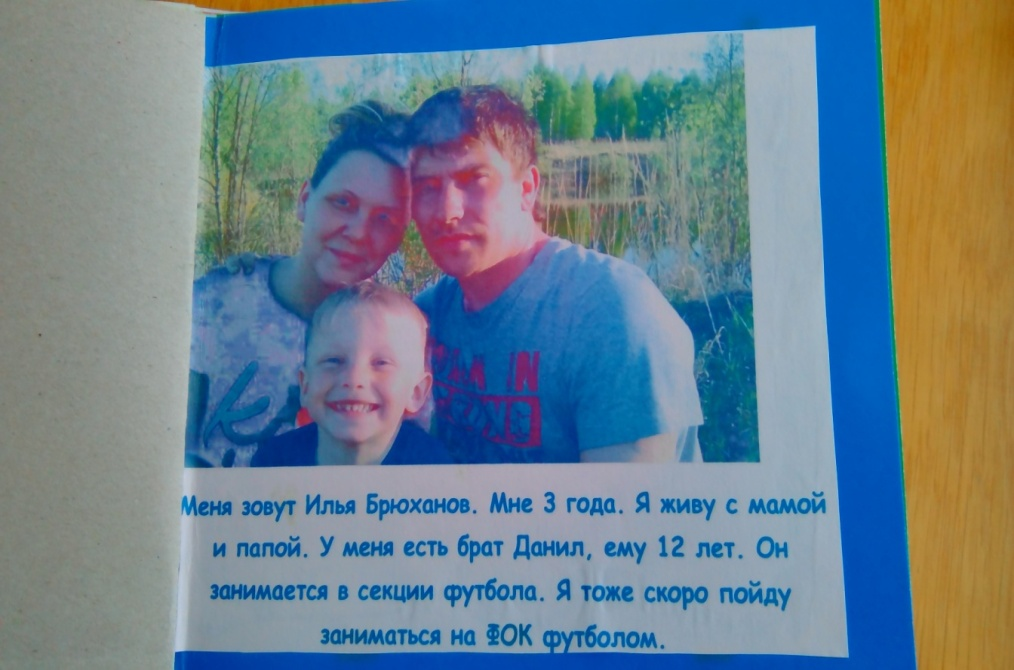 Меня зовут Илья Брюханов. Мне 3 года. Я живу с мамой
и папой. У меня есть брат Данил, ему 12 лет. Он
занимается в секции футбола. Я тоже скоро пойду
заниматься на ФОК футболом.